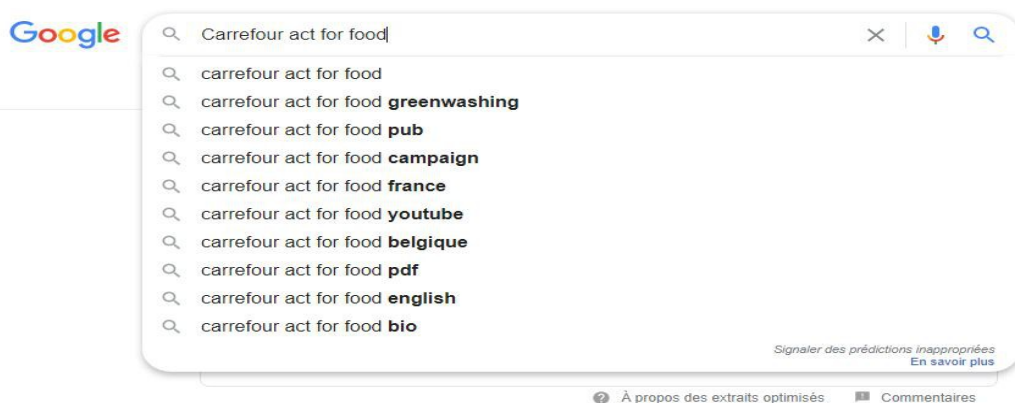 Google Carrefour act for food
carrefour act for food
carrefour act for food greenwashing
carrefour act for food pub
carrefour act for food campaign
carrefour act for food france
carrefour act for food youtube
carrefour act for food belgique
carrefour act for food pdf
carrefour act for food english
carrefour act for food bio
Signaler des prédictions inappropriées
En savoir plus
À propos des extraits optimisés Commentaires